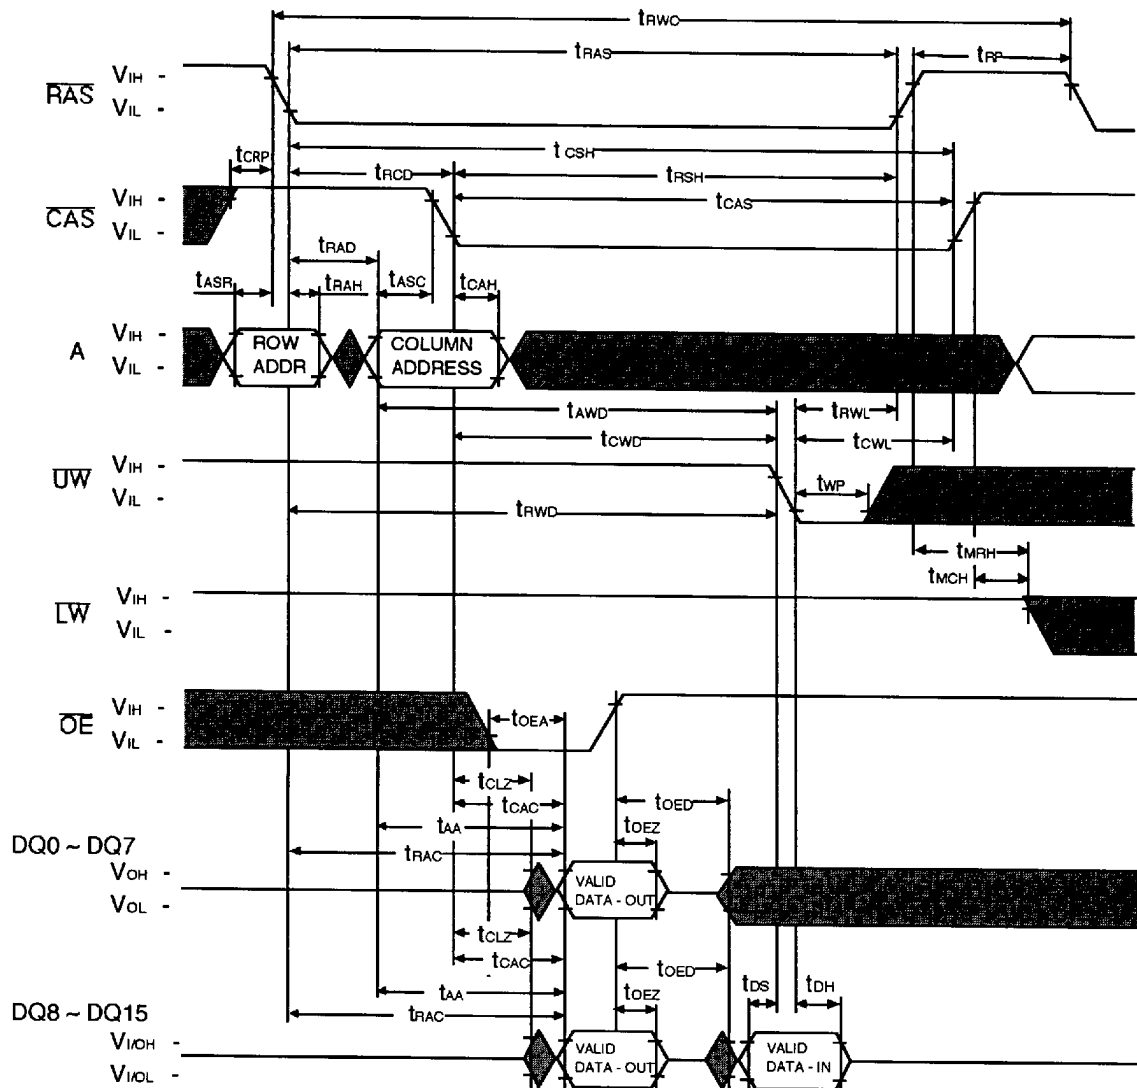 tRWC
tRAS
tRP
RAS
VIH -
VIL -
tCSH
tCRP
tRCD
tRSH
CAS
VIH -
VIL -
tCAS
tRAD
tASR
tRAH
tASC
tCAH
A
VIH -
VIL -
ROW
ADDR
COLUMN
ADDRESS
tAWD
tRWL
tCWD
tCWL
UW
VIH -
VIL -
tWP
tRWD
tMRH
tMCH
LW
VIH -
VIL -
OE
VIH -
VIL -
tOEA
tCLZ
tCAC
tOED
tAA
tOEZ
DQ0 ~ DQ7
tRAC
VOH -
VOL -
VALID
DATA - OUT
tCLZ
tCAC
tOED
tAA
tOEZ
tDS
tDH
DQ8 ~ DQ15
tRAC
VI/OH -
VI/OL -
VALID
DATA - OUT
VALID
DATA - IN